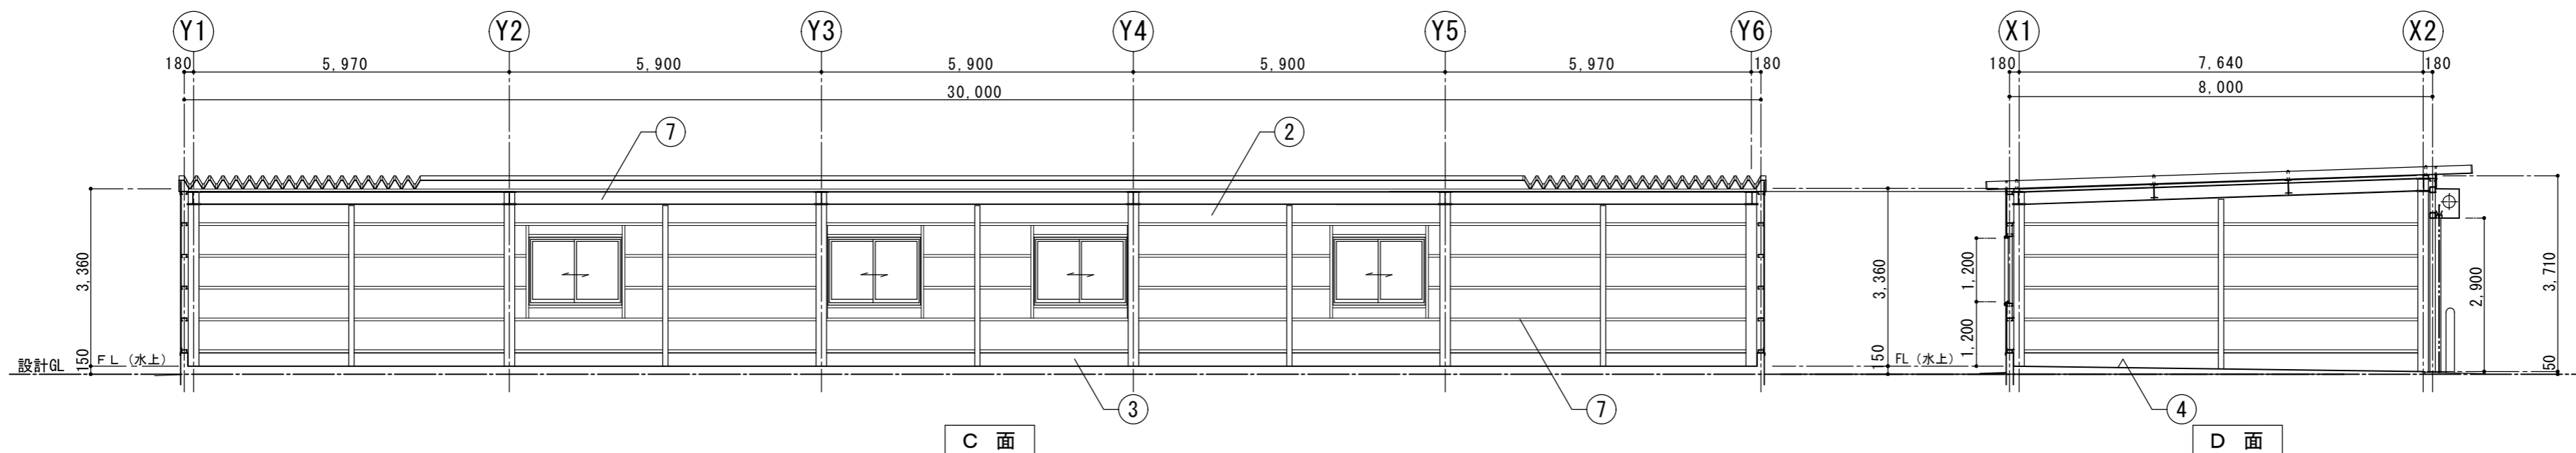 Y1 Y2 Y3 Y4 Y5 Y6 X1 X2
180 5,970 5,900 5,900 5,900 5,970 180 180 7,640 180
30,000 8,000
7 2
3,360 3,360 1,200 2,900 3,710
設計GL 150 FL（水上） 150 FL（水上） 1,200 50
3 7 4
C 面 D 面